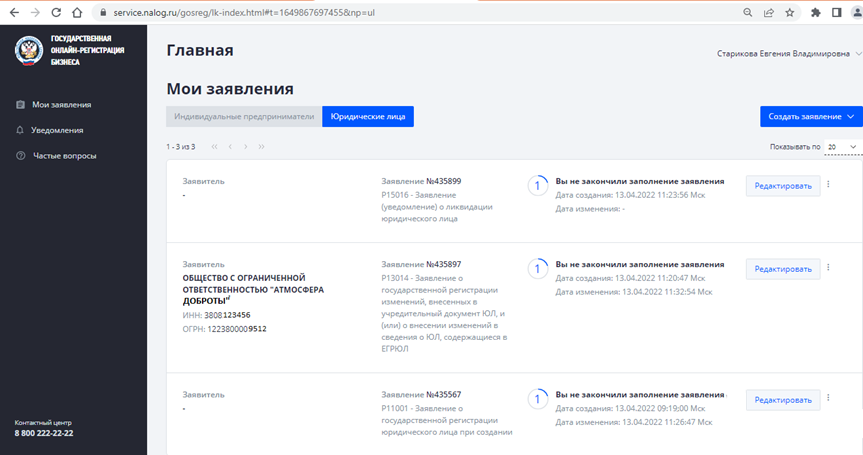 service.nalog.ru/gosreg/lk-index.html#t=1649867697455&np=ul
ГОСУДАРСТВЕННАЯ
ОНЛАЙН-РЕГИСТРАЦИЯ
БИЗНЕСА
Мои заявления
Уведомления
Частые вопросы
Контактный центр
8 800 222-22-22
Главная
Старикова Евгения Владимировна
Мои заявления
Индивидуальные предприниматели
Юридические лица
Создать заявление
1 - 3 из 3
Показывать по 20
Заявитель
-
Заявление №435899
Р15016 - Заявление
(уведомление) о ликвидации
юридического лица
1
Вы не закончили заполнение заявления
Дата создания: 13.04.2022 11:23:56 Мск
Дата изменения: -
Редактировать
Заявитель
ОБЩЕСТВО С ОГРАНИЧЕННОЙ
ОТВЕТСТВЕННОСТЬЮ "АТМОСФЕРА
ДОБРОТЫ"
ИНН: 3808123456
ОГРН: 1223800009512
Заявление №435897
Р13014 - Заявление о
государственной регистрации
изменений, внесенных в
учредительный документ ЮЛ, и
(или) о внесении изменений в
сведения о ЮЛ, содержащиеся в
ЕГРЮЛ
1
Вы не закончили заполнение заявления
Дата создания: 13.04.2022 11:20:47 Мск
Дата изменения: 13.04.2022 11:32:54 Мск
Редактировать
Заявитель
-
Заявление №435567
Р11001 - Заявление о
государственной регистрации
юридического лица при создании
1
Вы не закончили заполнение заявления
Дата создания: 13.04.2022 09:19:00 Мск
Дата изменения: 13.04.2022 11:26:47 Мск
Редактировать